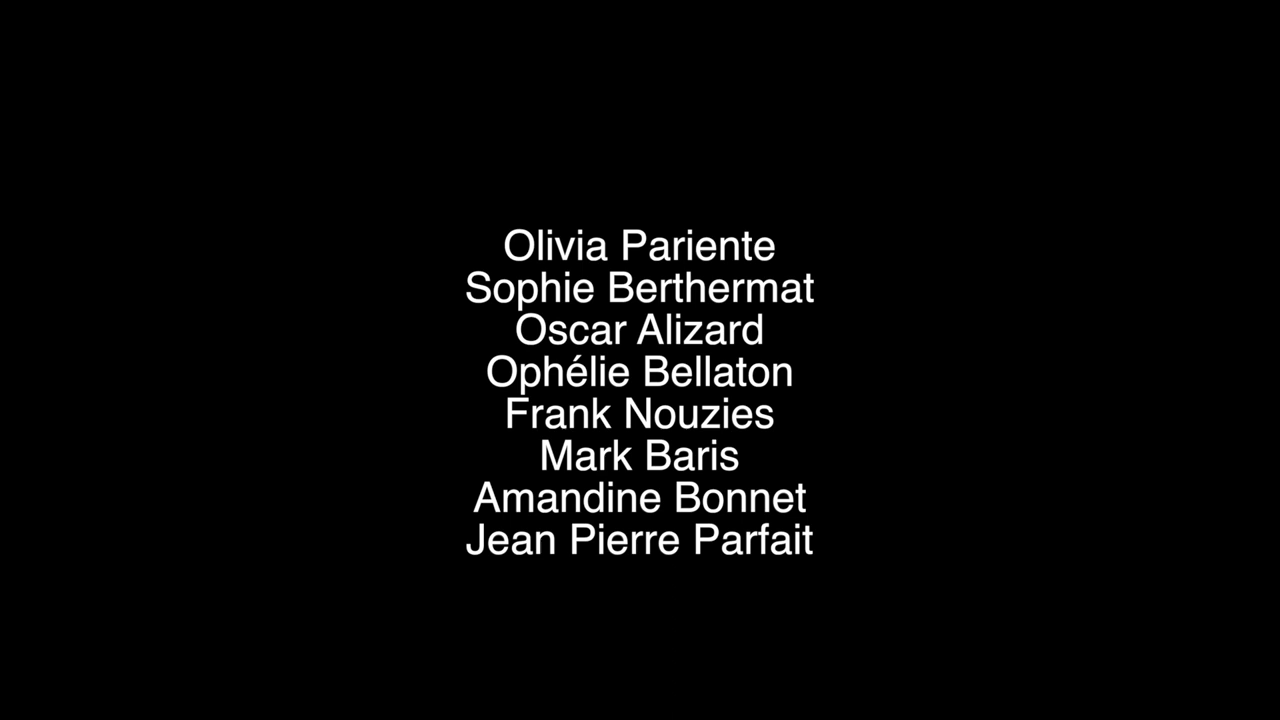 Olivia Pariente
Sophie Berthermat
Oscar Alizard
Ophélie Bellaton
Frank Nouzies
Mark Baris
Amandine Bonnet
Jean Pierre Parfait